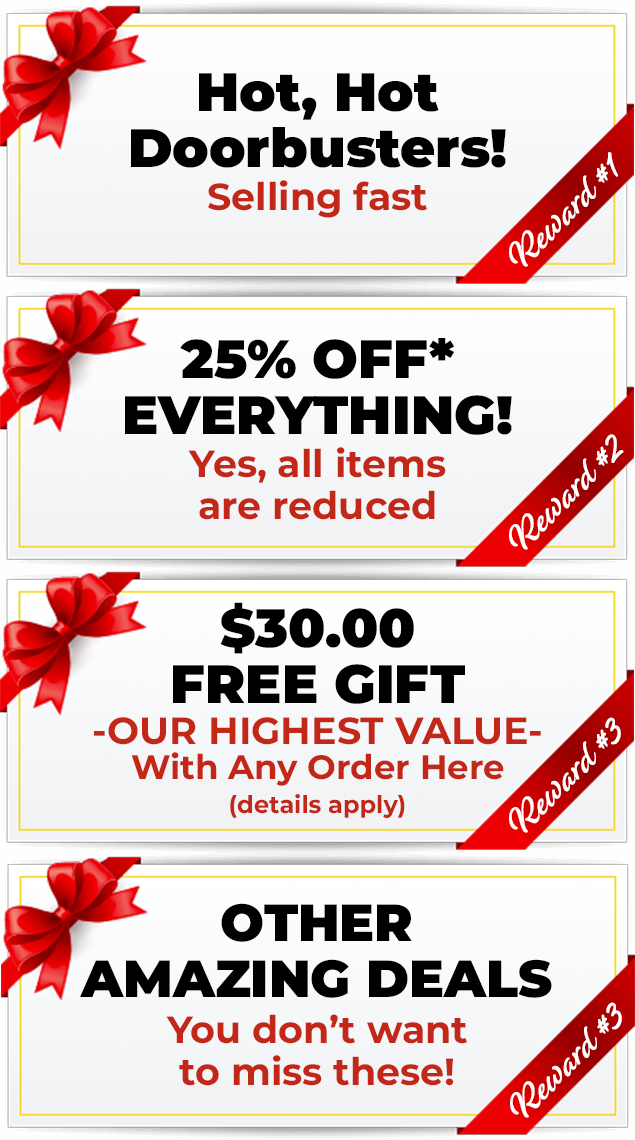 Hot, Hot
Doorbusters!
Selling fast
Reward #1
25% OFF*
EVERYTHING!
Yes, all items
are reduced
Reward #2
$30.00
FREE GIFT
-OUR HIGHEST VALUE-
With Any Order Here
(details apply)
Reward #3
OTHER
AMAZING DEALS
You don’t want
to miss these!
Reward #3